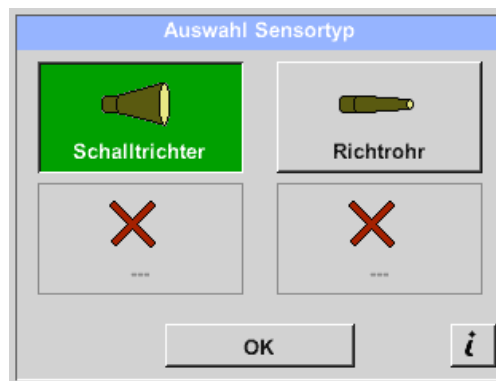 Auswahl Sensortyp
Schalltrichter
Richtrohr
---
---
OK
i